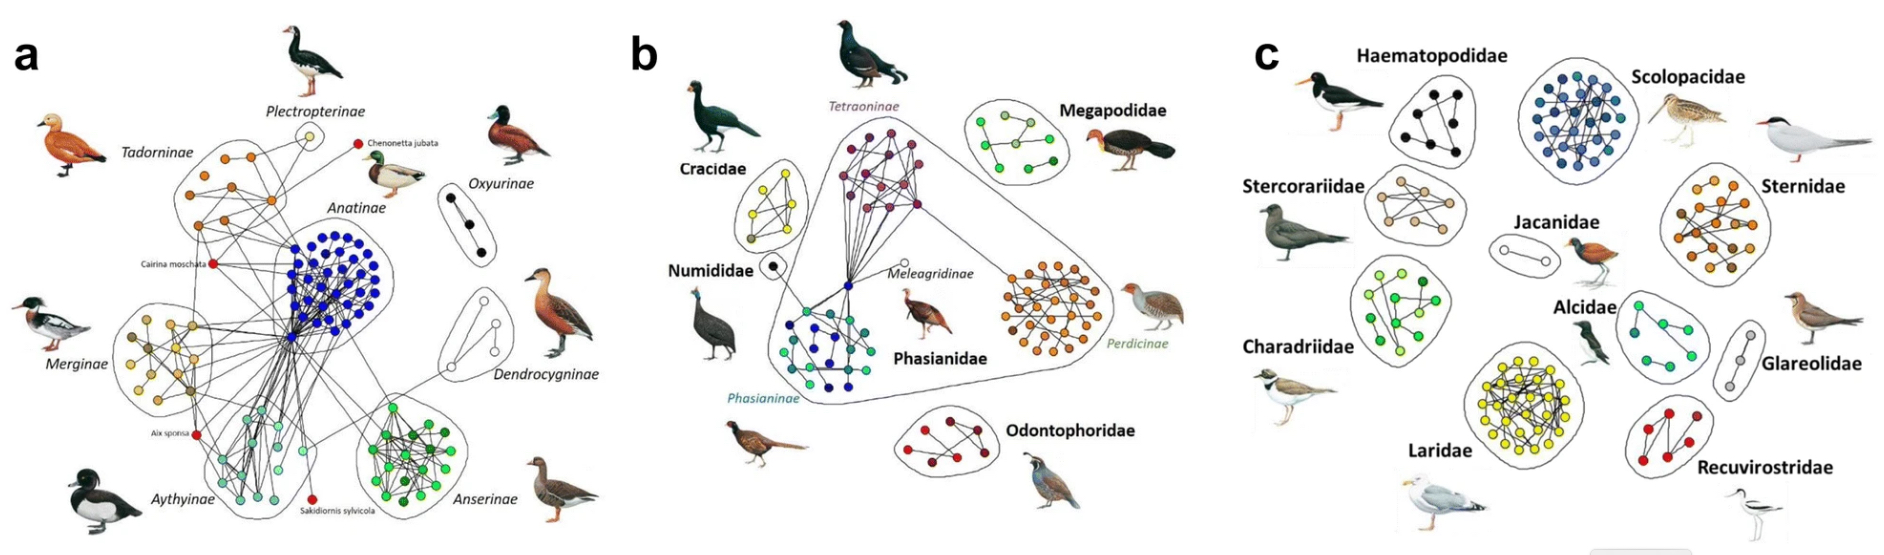 a
Plectropterinae
Tadorninae
Chenonetta jubata
Oxyurinae
Anatinae
Cairina moschata
Merginae
Dendrocygninae
Aix sponsa
Aythyinae
Sakidiornis sylvicola
Anserinae
b
Tetraoninae
Megapodidae
Cracidae
Numididae
Meleagridinae
Perdicinae
Phasianidae
Phasianinae
Odontophoridae
c
Haematopodidae
Scolopacidae
Stercorariidae
Sternidae
Jacanidae
Alcidae
Charadriidae
Glareolidae
Laridae
Recuvirostridae